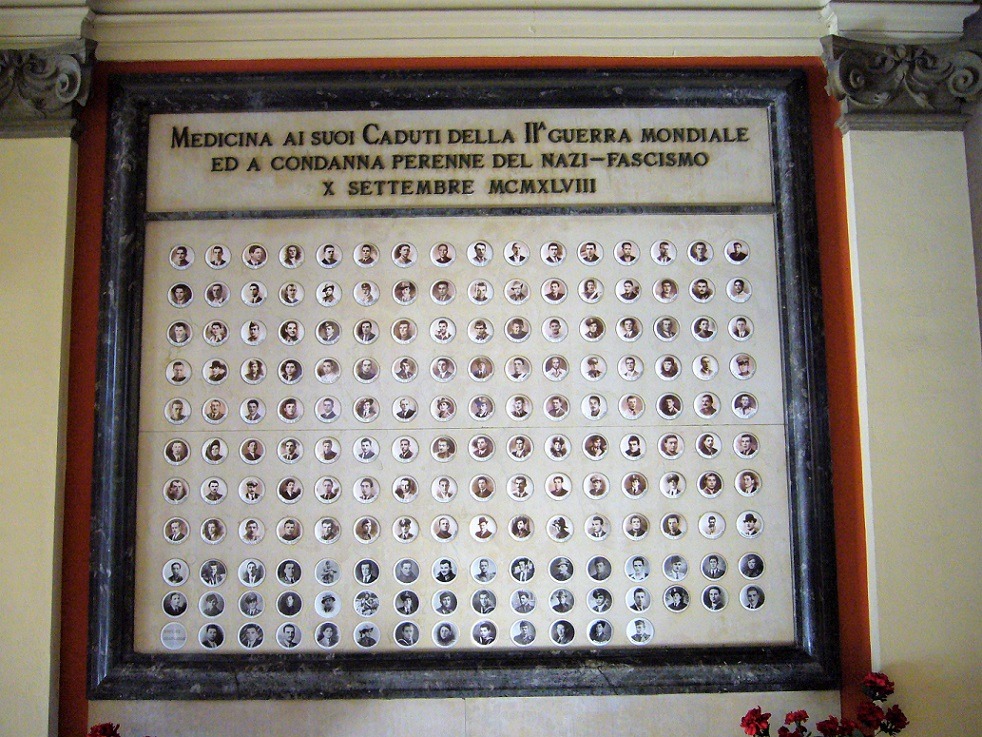 MEDICINA AI SUOI CADUTI DELLA IIA GUERRA MONDIALE
ED A CONDANNA PERENNE DEL NAZI-FASCISMO
X SETTEMBRE MCMXLVIII